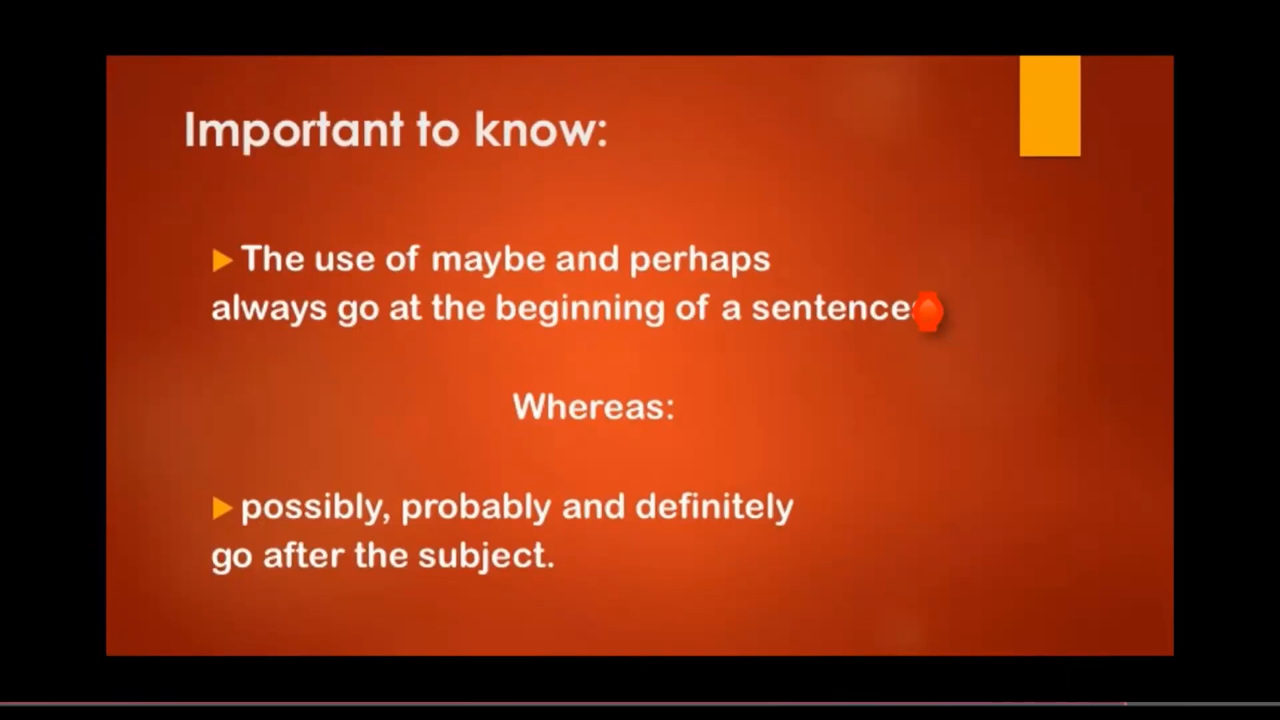 Important to know:
The use of maybe and perhaps
always go at the beginning of a sentence
Whereas:
possibly, probably and definitely
go after the subject.